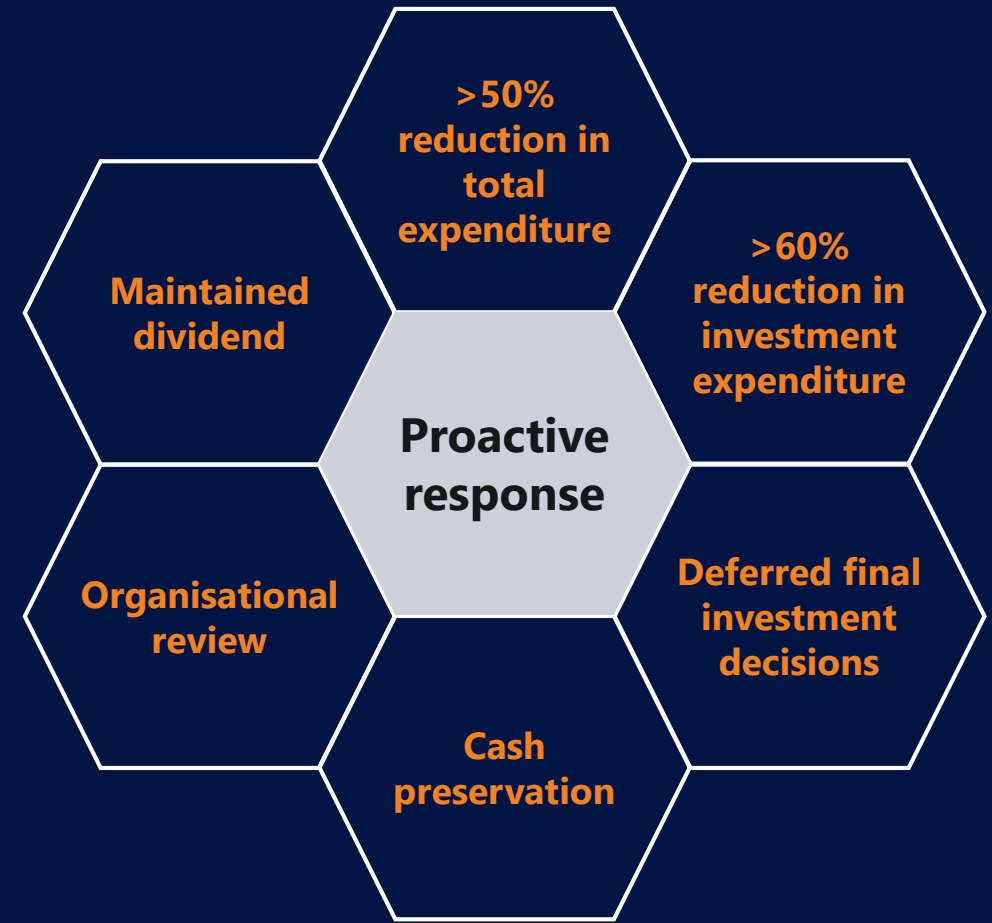 >50%
reduction in
total
expenditure
>60%
reduction in
investment
expenditure
Maintained
dividend
Proactive
response
Deferred final
investment
decisions
Organisational
review
Cash
preservation